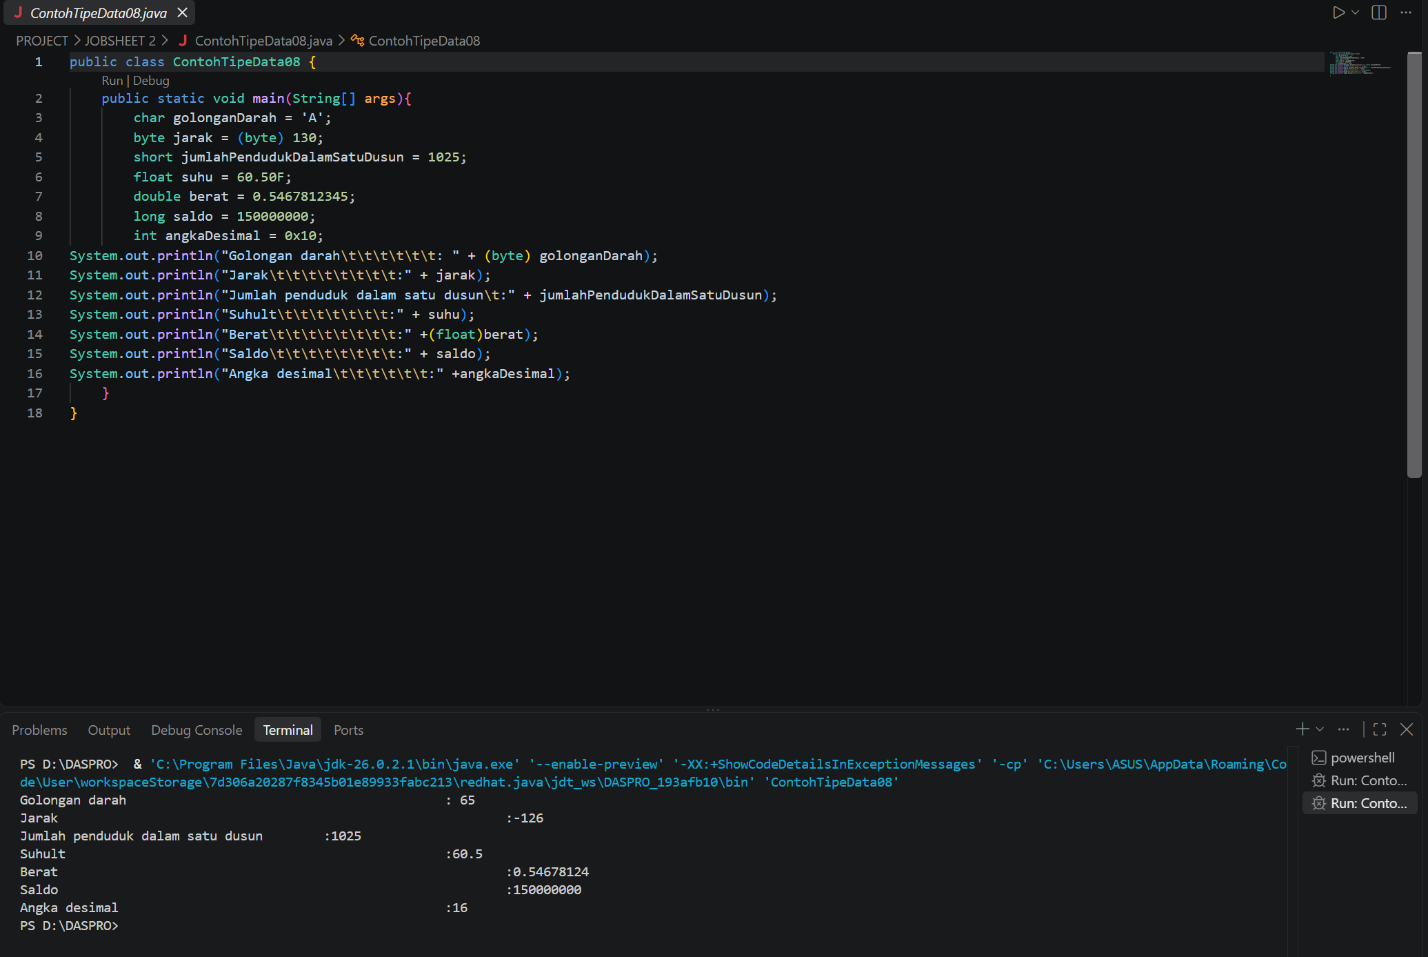 J ContohTipeData08.java
PROJECT > JOBSHEET 2 > J ContohTipeData08.java > ContohTipeData08
1 public class ContohTipeData08 {
Run | Debug
2 public static void main(String[] args){
3 char golonganDarah = 'A';
4 byte jarak = (byte) 130;
5 short jumlahPendudukDalamSatuDusun = 1025;
6 float suhu = 60.50F;
7 double berat = 0.5467812345;
8 long saldo = 150000000;
9 int angkaDesimal = 0x10;
10 System.out.println("Golongan darah\t\t\t\t\t\t: " + (byte) golonganDarah);
11 System.out.println("Jarak\t\t\t\t\t\t\t\t:" + jarak);
12 System.out.println("Jumlah penduduk dalam satu dusun\t:" + jumlahPendudukDalamSatuDusun);
13 System.out.println("Suhult\t\t\t\t\t\t\t:" + suhu);
14 System.out.println("Berat\t\t\t\t\t\t\t\t:" +(float)berat);
15 System.out.println("Saldo\t\t\t\t\t\t\t\t:" + saldo);
16 System.out.println("Angka desimal\t\t\t\t\t\t:" +angkaDesimal);
17 }
18 }
Problems Output Debug Console Terminal Ports
PS D:\DASPRO> & 'C:\Program Files\Java\jdk-26.0.2.1\bin\java.exe' '--enable-preview' '-XX:+ShowCodeDetailsInExceptionMessages' '-cp' 'C:\Users\ASUS\AppData\Roaming\Co
de\User\workspaceStorage\7d306a20287f8345b01e89933fabc213\redhat.java\jdt_ws\DASPRO_193afb10\bin' 'ContohTipeData08'
Golongan darah : 65
Jarak :-126
Jumlah penduduk dalam satu dusun :1025
Suhult :60.5
Berat :0.54678124
Saldo :150000000
Angka desimal :16
PS D:\DASPRO>
powershell
Run: Conto...
Run: Conto...